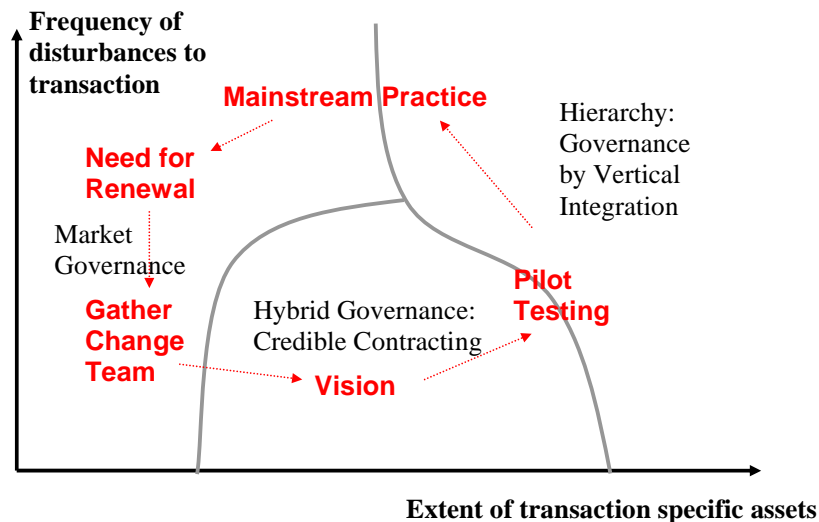 Frequency of
disturbances to
transaction
Mainstream Practice
Hierarchy:
Governance
by Vertical
Integration
Need for
Renewal
Market
Governance
Pilot
Testing
Gather
Change
Team
Hybrid Governance:
Credible Contracting
Vision
Extent of transaction specific assets